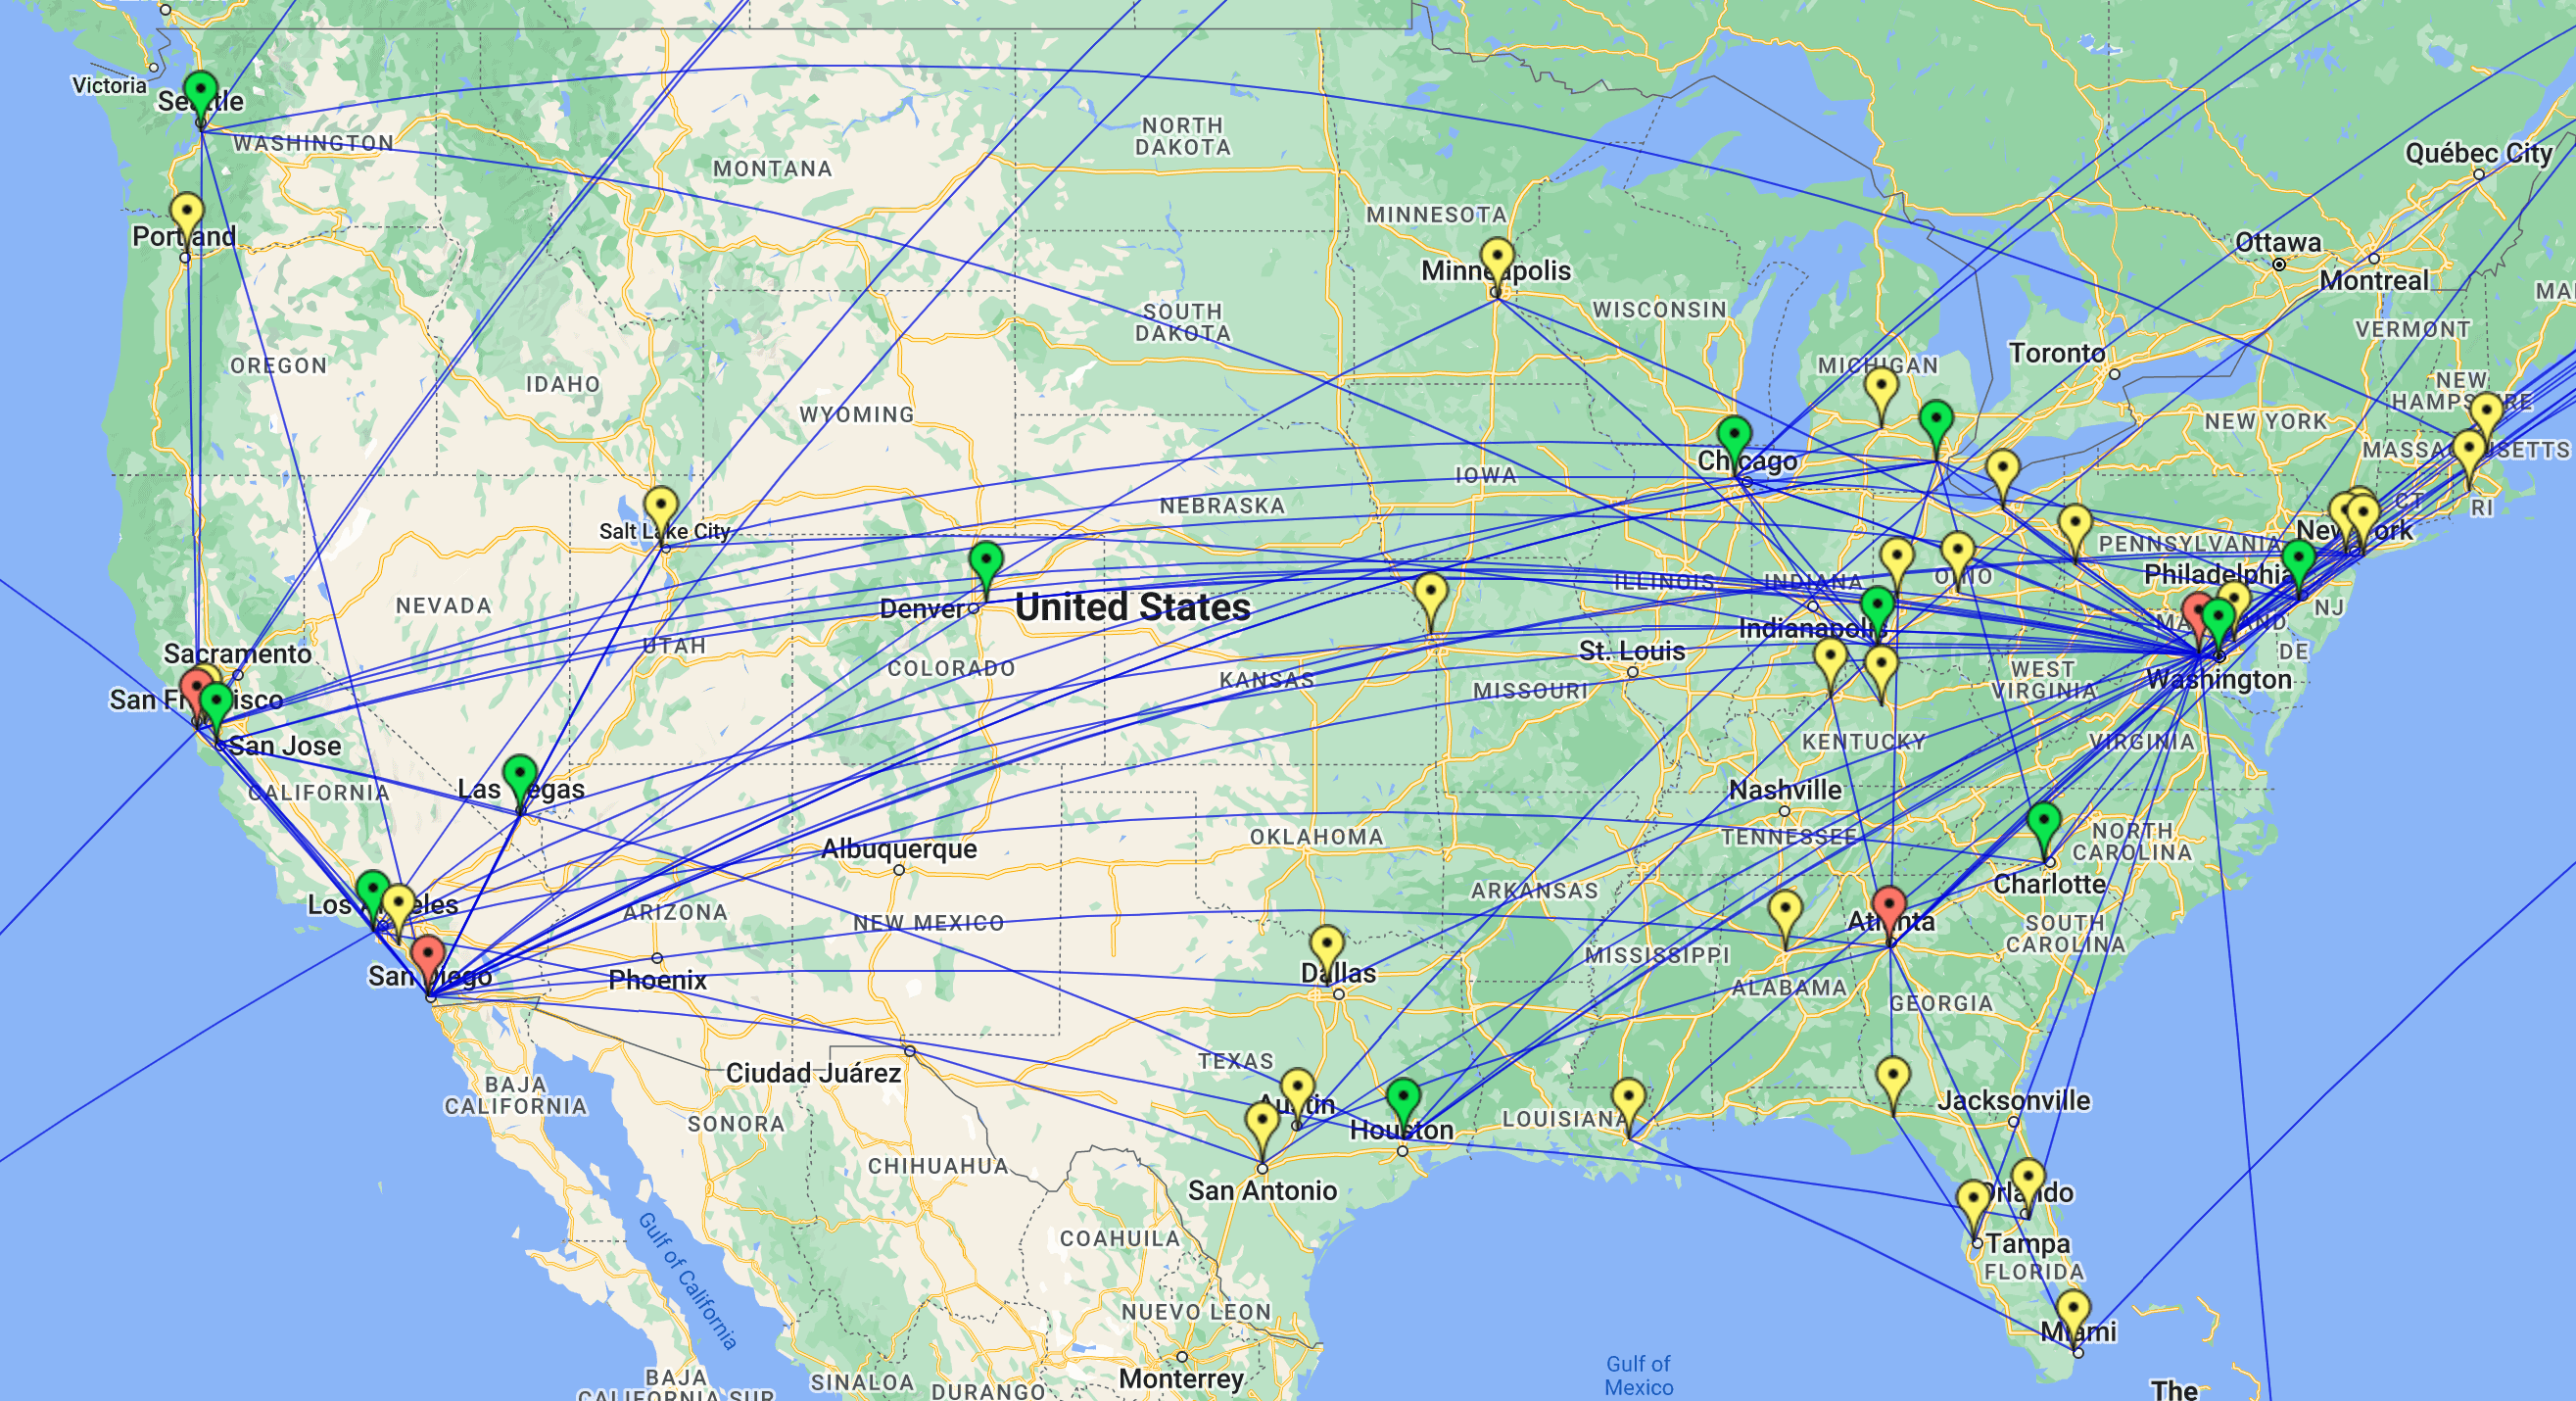 Victoria
Seattle
WASHINGTON
Portland
OREGON
IDAHO
MONTANA
NORTH
DAKOTA
SOUTH
DAKOTA
WYOMING
MINNESOTA
Minneapolis
WISCONSIN
MICHIGAN
Toronto
Ottawa
Montreal
Québec City
VERMONT
NEW
HAMPSHIRE
NEW YORK
MASSACHUSETTS
CT
RI
New York
PENNSYLVANIA
Philadelphia
NJ
MARYLAND
DE
Washington
WEST
VIRGINIA
VIRGINIA
OHIO
INDIANA
Indianapolis
ILLINOIS
Chicago
IOWA
NEBRASKA
Salt Lake City
NEVADA
UTAH
Denver
COLORADO
United States
KANSAS
MISSOURI
St. Louis
KENTUCKY
Nashville
TENNESSEE
NORTH
CAROLINA
Charlotte
SOUTH
CAROLINA
Atlanta
GEORGIA
ALABAMA
MISSISSIPPI
ARKANSAS
OKLAHOMA
Sacramento
San Francisco
San Jose
CALIFORNIA
Las Vegas
Los Angeles
San Diego
ARIZONA
Phoenix
Albuquerque
NEW MEXICO
Dallas
TEXAS
Austin
Houston
San Antonio
LOUISIANA
Jacksonville
Orlando
Tampa
FLORIDA
Miami
Ciudad Juárez
BAJA
CALIFORNIA
SONORA
CHIHUAHUA
COAHUILA
NUEVO LEON
Monterrey
Gulf of California
BAJA
CALIFORNIA SUR
SINALOA
DURANGO
Gulf of
Mexico
The